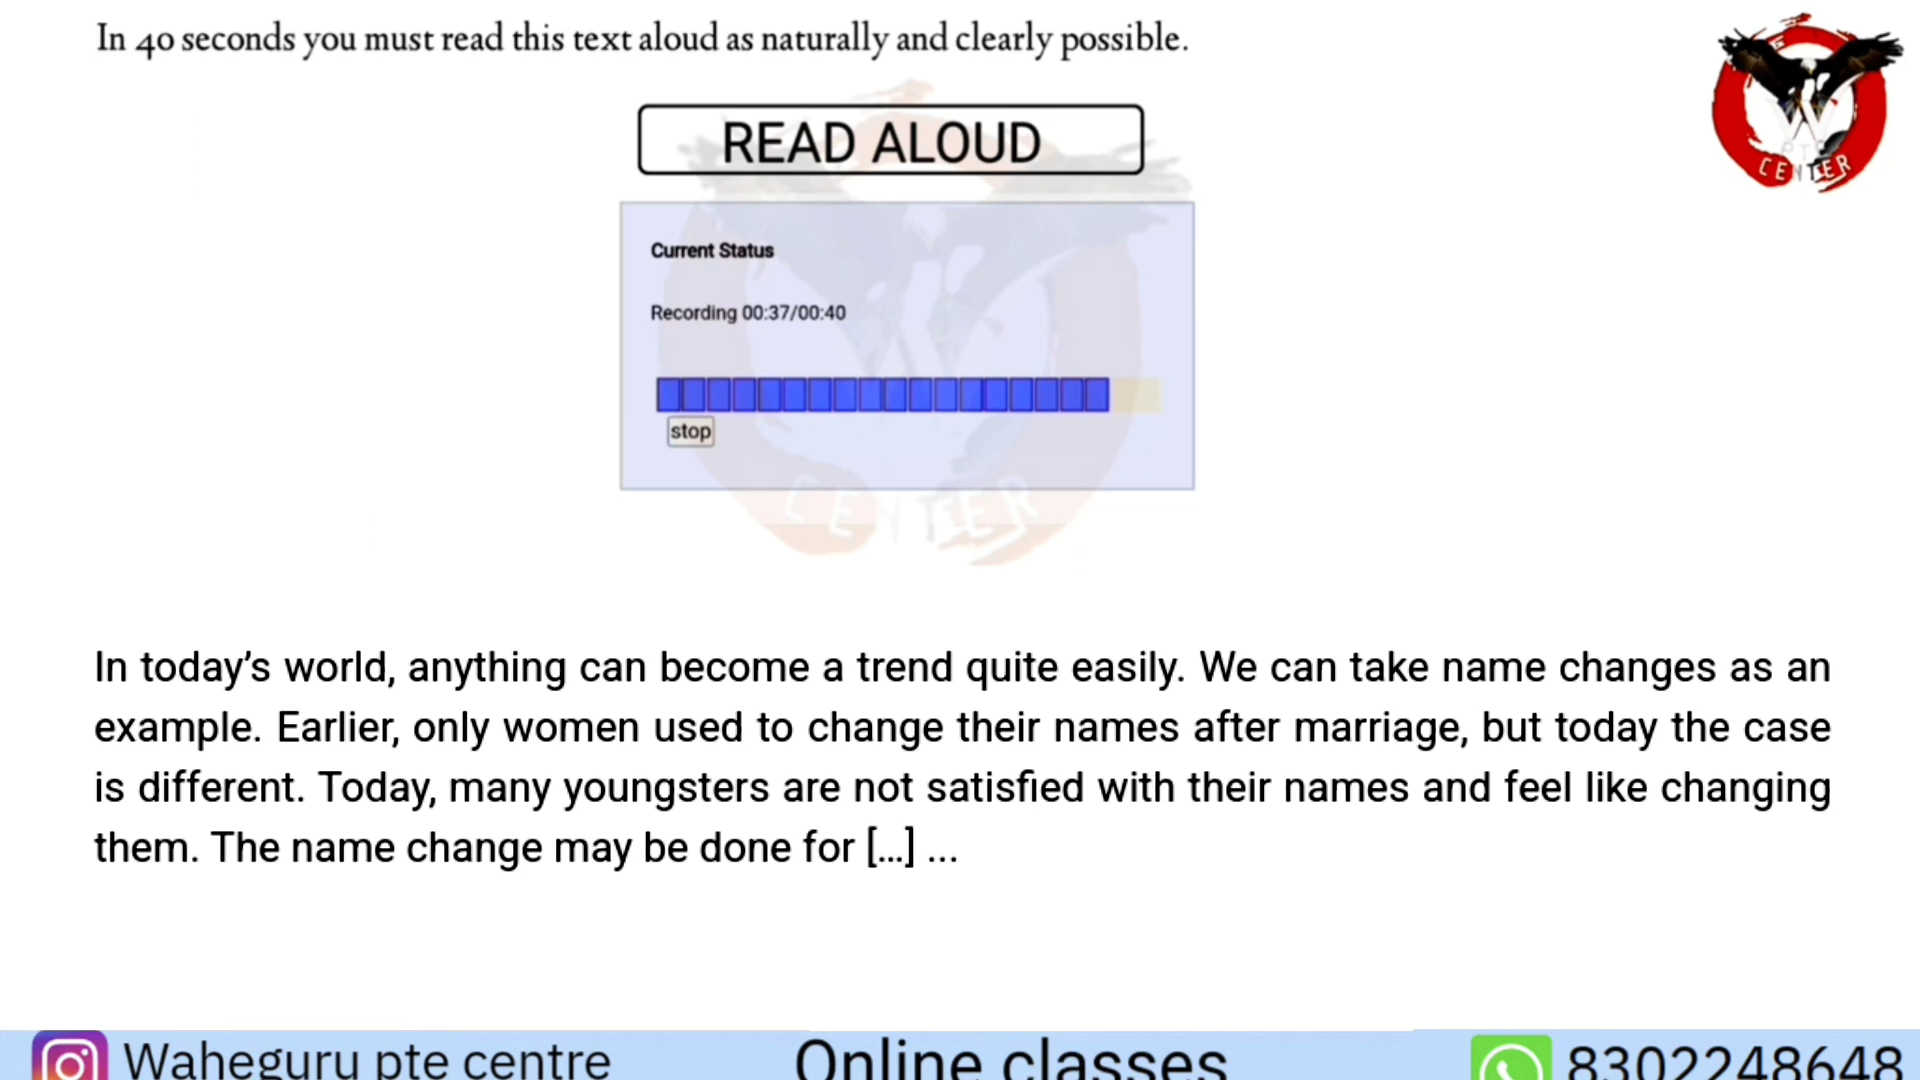 In 40 seconds you must read this text aloud as naturally and clearly possible.
READ ALOUD
Current Status
Recording 00:37/00:40
stop
In today’s world, anything can become a trend quite easily. We can take name changes as an
example. Earlier, only women used to change their names after marriage, but today the case
is different. Today, many youngsters are not satisfied with their names and feel like changing
them. The name change may be done for [...] ...
W
PTE
CENTER
Waheguru pte centre
Online classes
8302248648